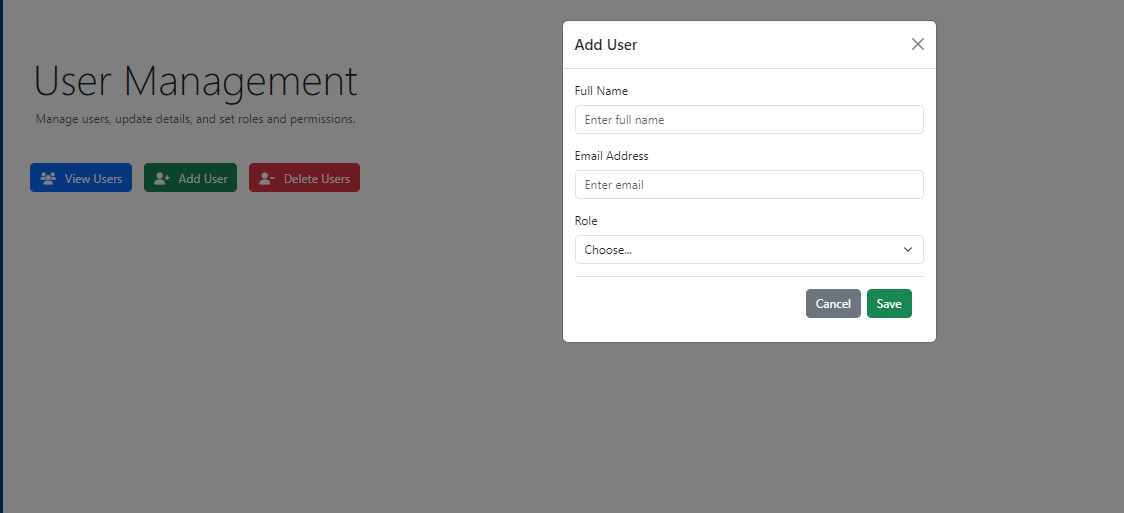 User Management
Manage users, update details, and set roles and permissions.
View Users
Add User
Delete Users
Add User
Full Name
Enter full name
Email Address
Enter email
Role
Choose...
Cancel
Save